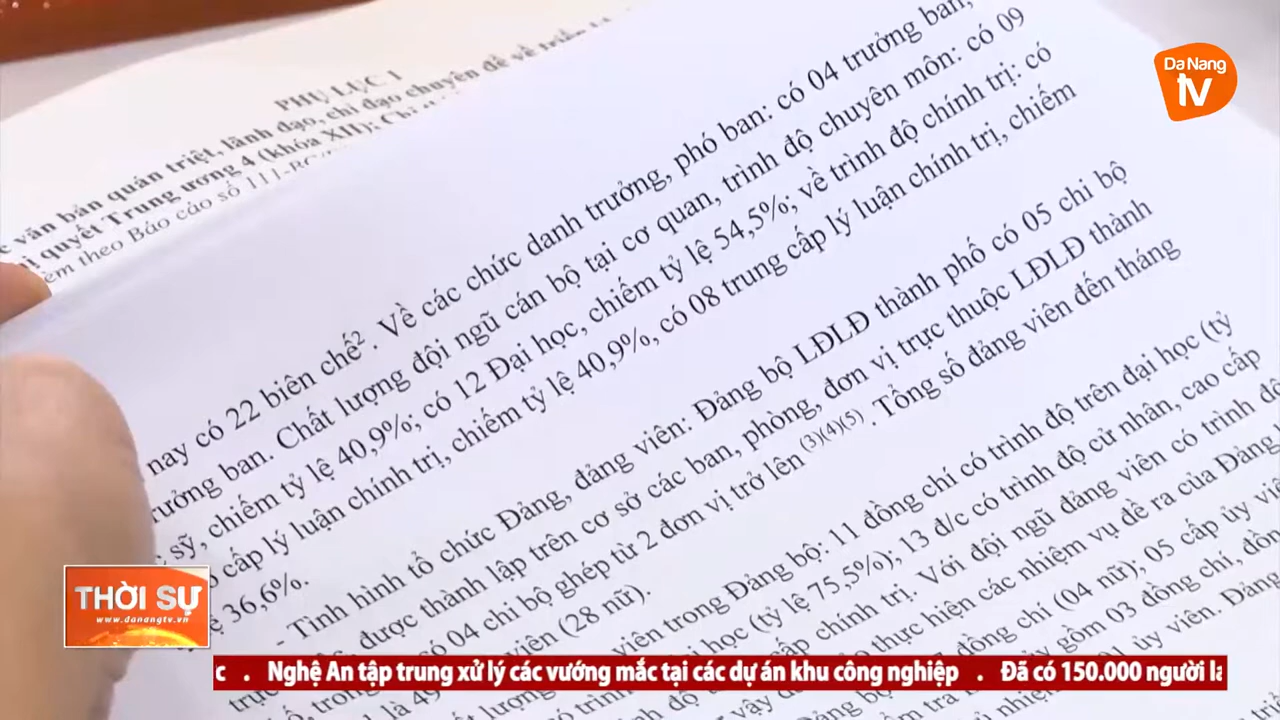 PHỤ LỤC 1
văn bản quán triệt, lãnh đạo, chỉ đạo chuyên đề về
quyết Trung ương 4 (khóa XII);
theo Báo cáo số 111-BC/
nay có 22 biên chế². Về các chức danh trưởng, phó ban: có 04 trưởng ban,
ban. Chất lượng đội ngũ cán bộ tại cơ quan, trình độ chuyên môn: có 09
sỹ, chiếm tỷ lệ 40,9%; có 12 Đại học, chiếm tỷ lệ 54,5%; về trình độ chính trị: có
cấp lý luận chính trị, chiếm tỷ lệ 40,9%, có 08 trung cấp lý luận chính trị, chiếm
36,6%.
- Tình hình tổ chức Đảng, đảng viên: Đảng bộ LĐLĐ thành phố có 05 chi bộ
được thành lập trên cơ sở các ban, phòng, đơn vị trực thuộc LĐLĐ thành
có 04 chi bộ ghép từ 2 đơn vị trở lên (3)(4)(5). Tổng số đảng viên đến tháng
viên (28 nữ).
viên trong Đảng bộ: 11 đồng chí có trình độ trên đại học (tỷ
học (tỷ lệ 75,5%); 13 đ/c có trình độ cử nhân, cao cấp
cấp chính trị. Với đội ngũ đảng viên có trình độ
thực hiện các nhiệm vụ đề ra của Đảng
đồng chí (04 nữ); 05 cấp ủy
gồm 03 đồng chí,
ủy viên. Đảng
Da Nang
tv
THỜI SỰ
www.danangtv.vn
c . Nghệ An tập trung xử lý các vướng mắc tại các dự án khu công nghiệp . Đã có 150.000 người